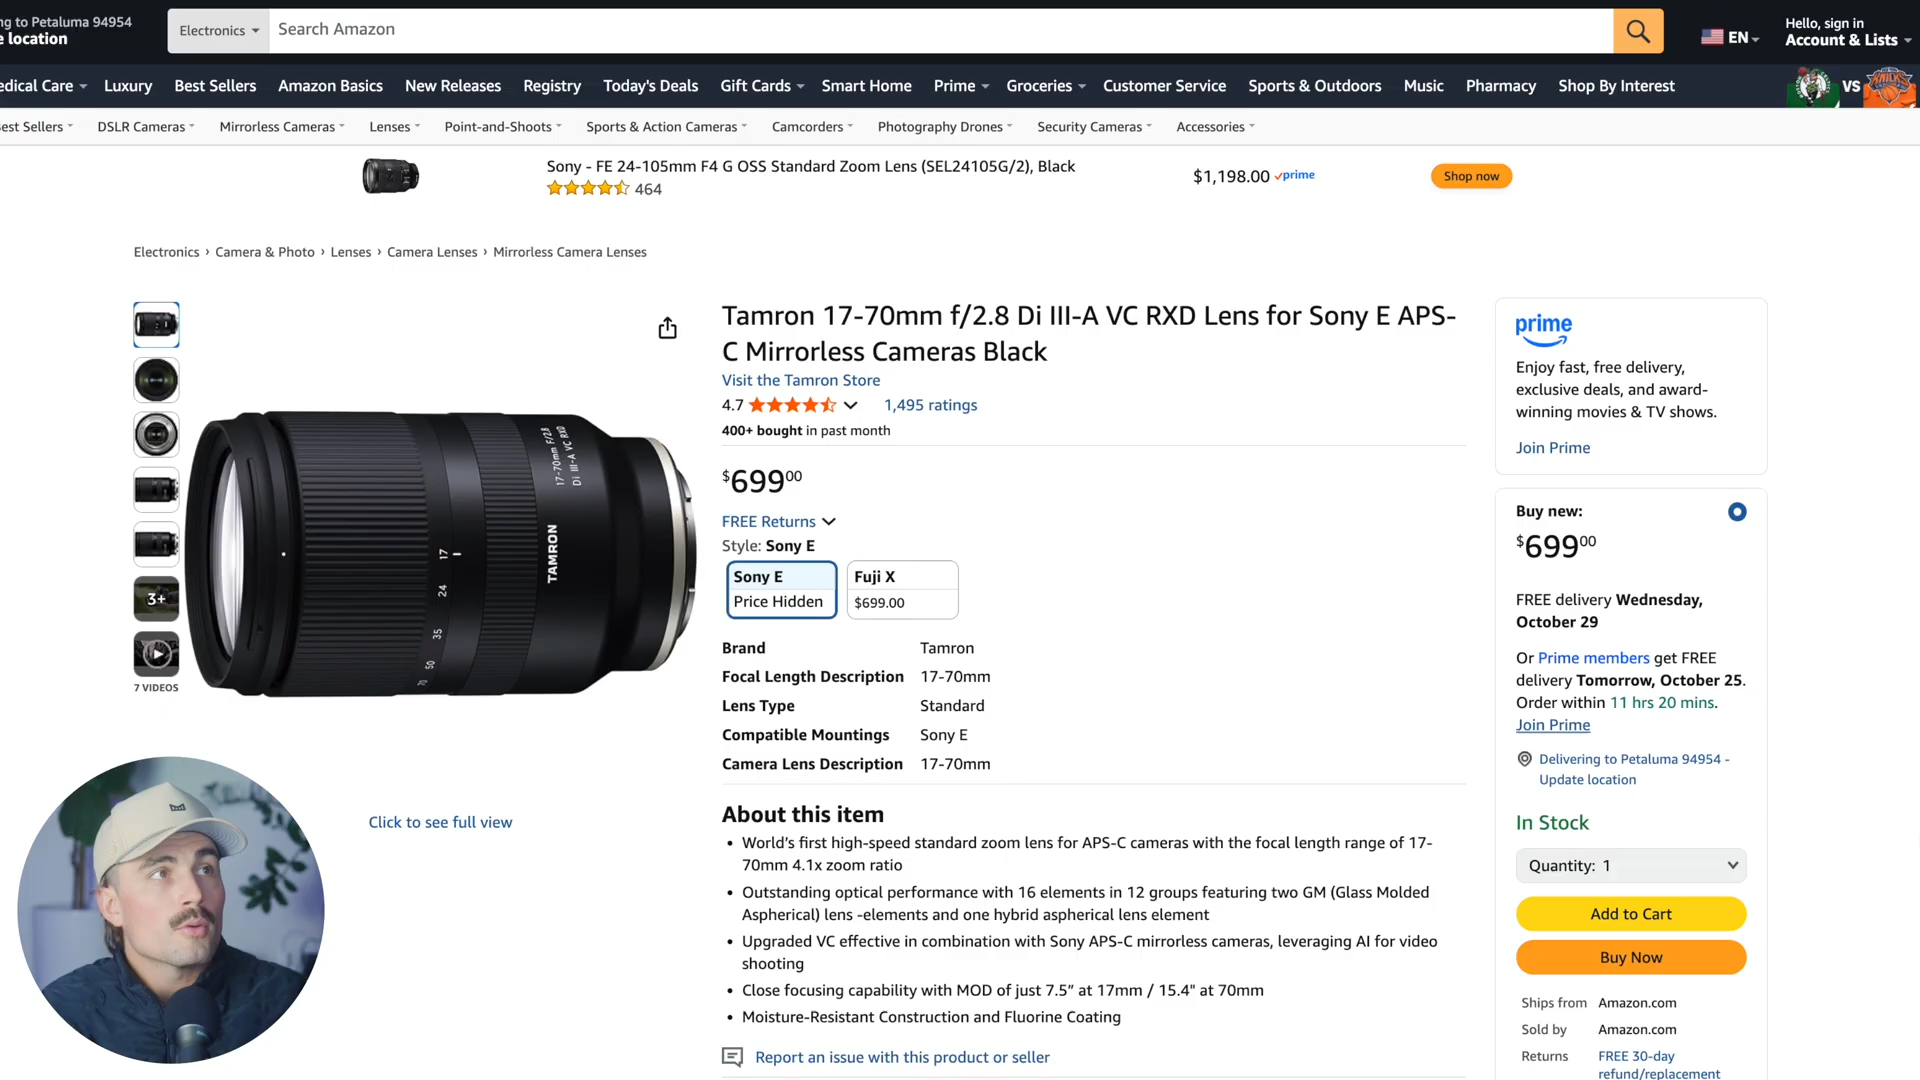 ng to Petaluma 94954
e location
Electronics
Search Amazon
EN
Hello, sign in
Account & Lists
edical Care
Luxury
Best Sellers
Amazon Basics
New Releases
Registry
Today's Deals
Gift Cards
Smart Home
Prime
Groceries
Customer Service
Sports & Outdoors
Music
Pharmacy
Shop By Interest
VS
KNICKS
est Sellers
DSLR Cameras
Mirrorless Cameras
Lenses
Point-and-Shoots
Sports & Action Cameras
Camcorders
Photography Drones
Security Cameras
Accessories
Sony - FE 24-105mm F4 G OSS Standard Zoom Lens (SEL24105G/2), Black
464
$1,198.00 prime
Shop now
Electronics › Camera & Photo › Lenses › Camera Lenses › Mirrorless Camera Lenses
3+
7 VIDEOS
17-70mm F/2.8
Di III-A VC RXD
TAMRON
17
24
35
50
70
Click to see full view
Tamron 17-70mm f/2.8 Di III-A VC RXD Lens for Sony E APS-
C Mirrorless Cameras Black
Visit the Tamron Store
4.7 1,495 ratings
400+ bought in past month
$69900
FREE Returns
Style: Sony E
Sony E
Price Hidden
Fuji X
$699.00
Brand Tamron
Focal Length Description 17-70mm
Lens Type Standard
Compatible Mountings Sony E
Camera Lens Description 17-70mm
About this item
• World’s first high-speed standard zoom lens for APS-C cameras with the focal length range of 17-
70mm 4.1x zoom ratio
• Outstanding optical performance with 16 elements in 12 groups featuring two GM (Glass Molded
Aspherical) lens -elements and one hybrid aspherical lens element
• Upgraded VC effective in combination with Sony APS-C mirrorless cameras, leveraging AI for video
shooting
• Close focusing capability with MOD of just 7.5” at 17mm / 15.4" at 70mm
• Moisture-Resistant Construction and Fluorine Coating
Report an issue with this product or seller
prime
Enjoy fast, free delivery,
exclusive deals, and award-
winning movies & TV shows.
Join Prime
Buy new:
$69900
FREE delivery Wednesday,
October 29
Or Prime members get FREE
delivery Tomorrow, October 25.
Order within 11 hrs 20 mins.
Join Prime
Delivering to Petaluma 94954 -
Update location
In Stock
Quantity: 1
Add to Cart
Buy Now
Ships from Amazon.com
Sold by Amazon.com
Returns FREE 30-day
refund/replacement